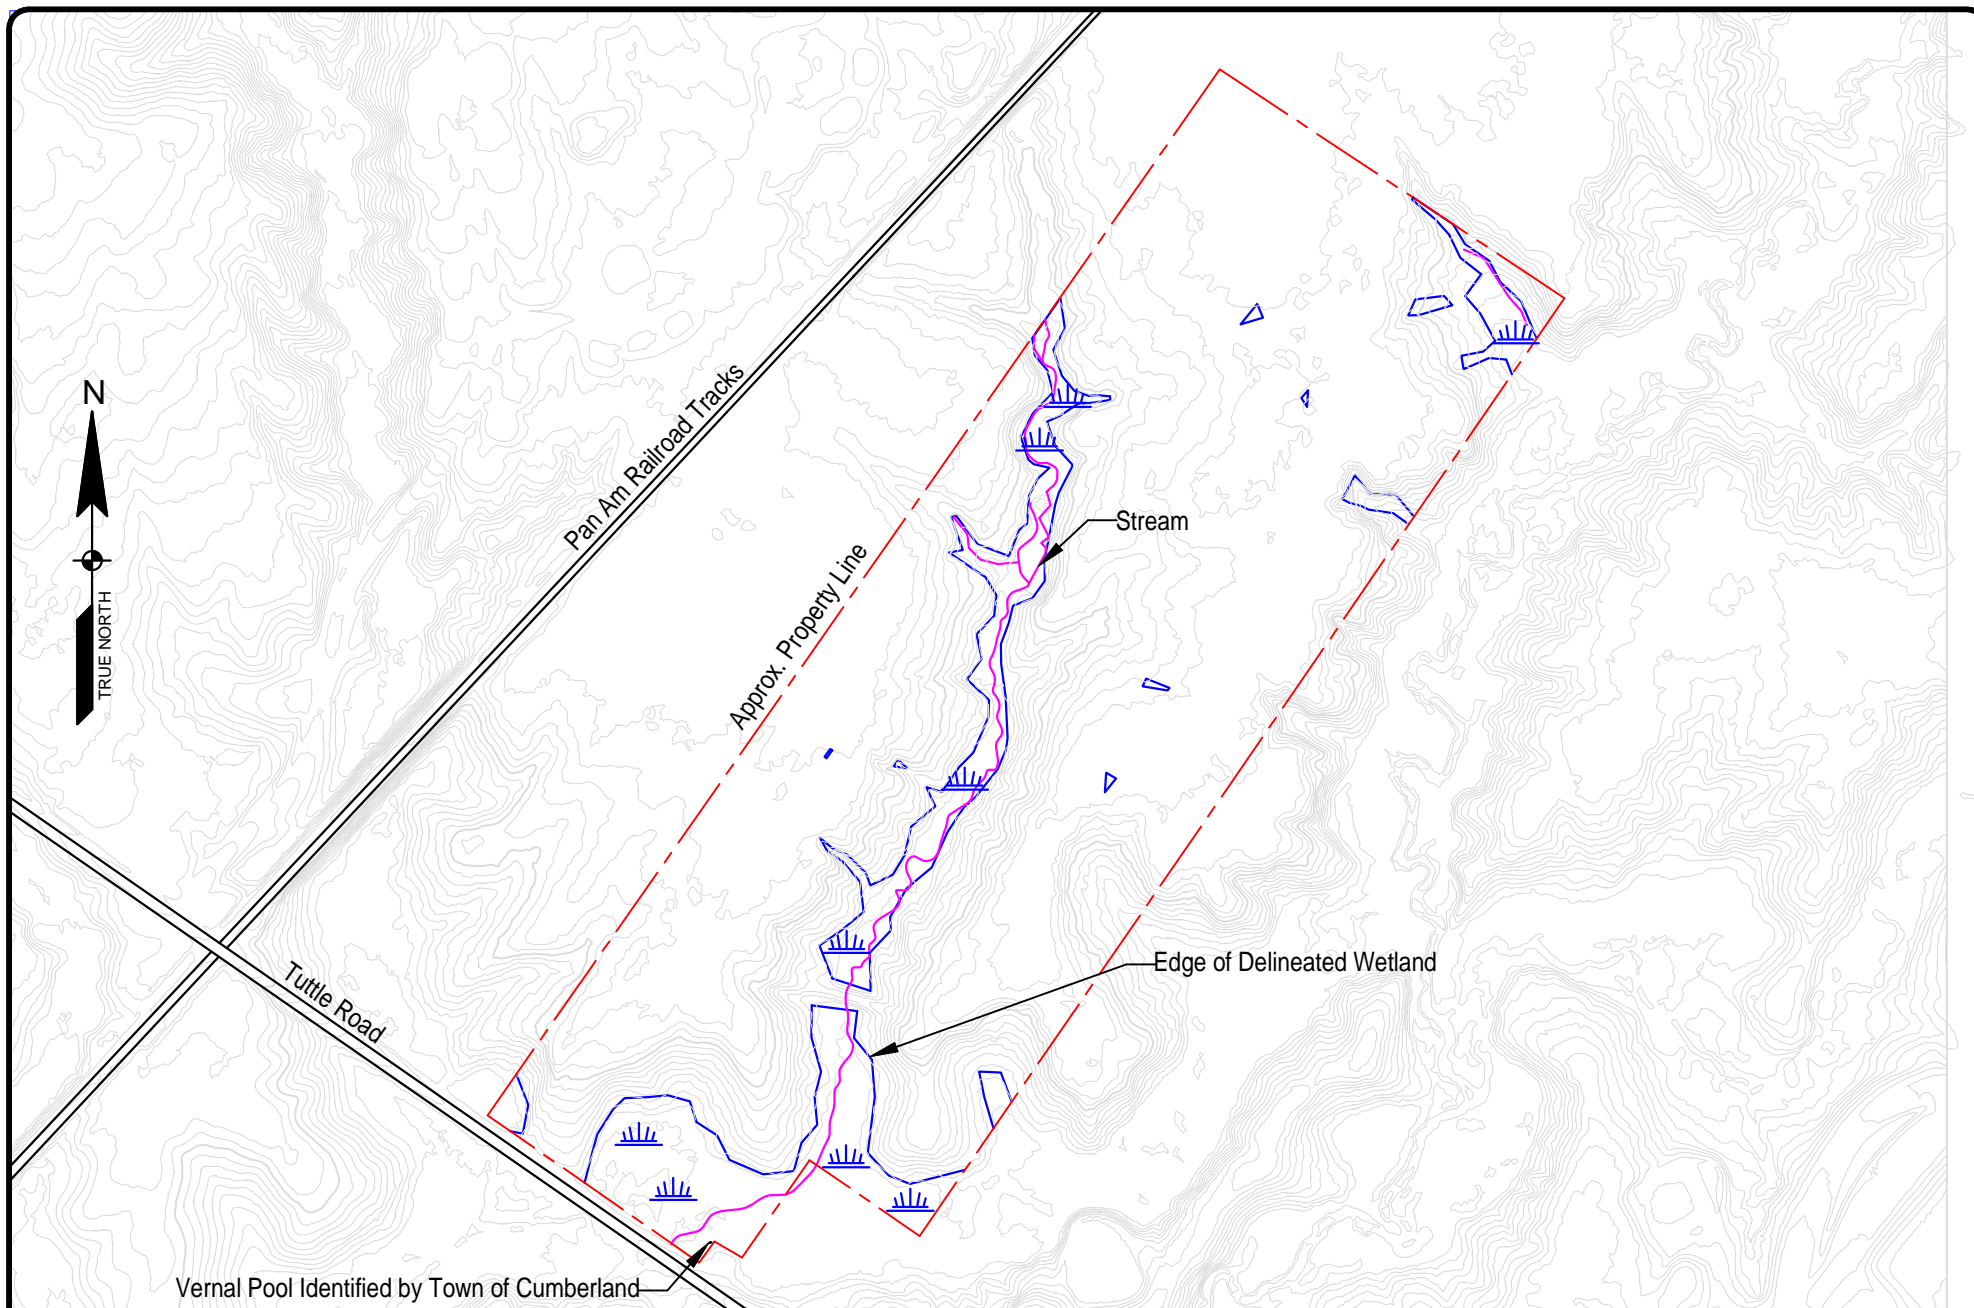 N
TRUE NORTH
Pan Am Railroad Tracks
Approx. Property Line
Stream
Edge of Delineated Wetland
Tuttle Road
Vernal Pool Identified by Town of Cumberland